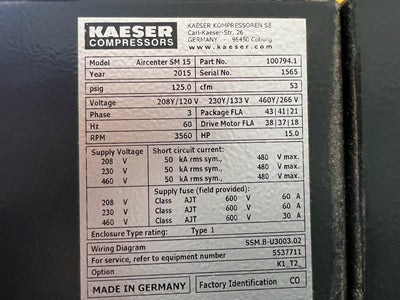 KAESER
COMPRESSORS
KAESER KOMPRESSOREN SE
Carl-Kaeser-Str. 26
GERMANY - 96450 Coburg
www.kaeser.com
Model Aircenter SM 15 Part No. 100794.1
Year 2015 Serial No. 1565
psig 125.0 cfm 53
Voltage 208Y/120 V 230Y/133 V 460Y/266 V
Phase 3 Package FLA 43|41|21
Hz 60 Drive Motor FLA 38|37|18
RPM 3560 HP 15.0
Supply Voltage Short circuit current:
208 V 50 kA rms sym., 480 V max.
230 V 50 kA rms sym., 480 V max.
460 V 50 kA rms sym., 480 V max.
Supply fuse (field provided):
208 V Class AJT 600 V 60 A
230 V Class AJT 600 V 60 A
460 V Class AJT 600 V 30 A
Enclosure Type rating: Type 1
Wiring Diagram SSM.B-U3003.02
For service, refer to equipment number 5537711
Option K1_T2_
MADE IN GERMANY Factory Identification CO